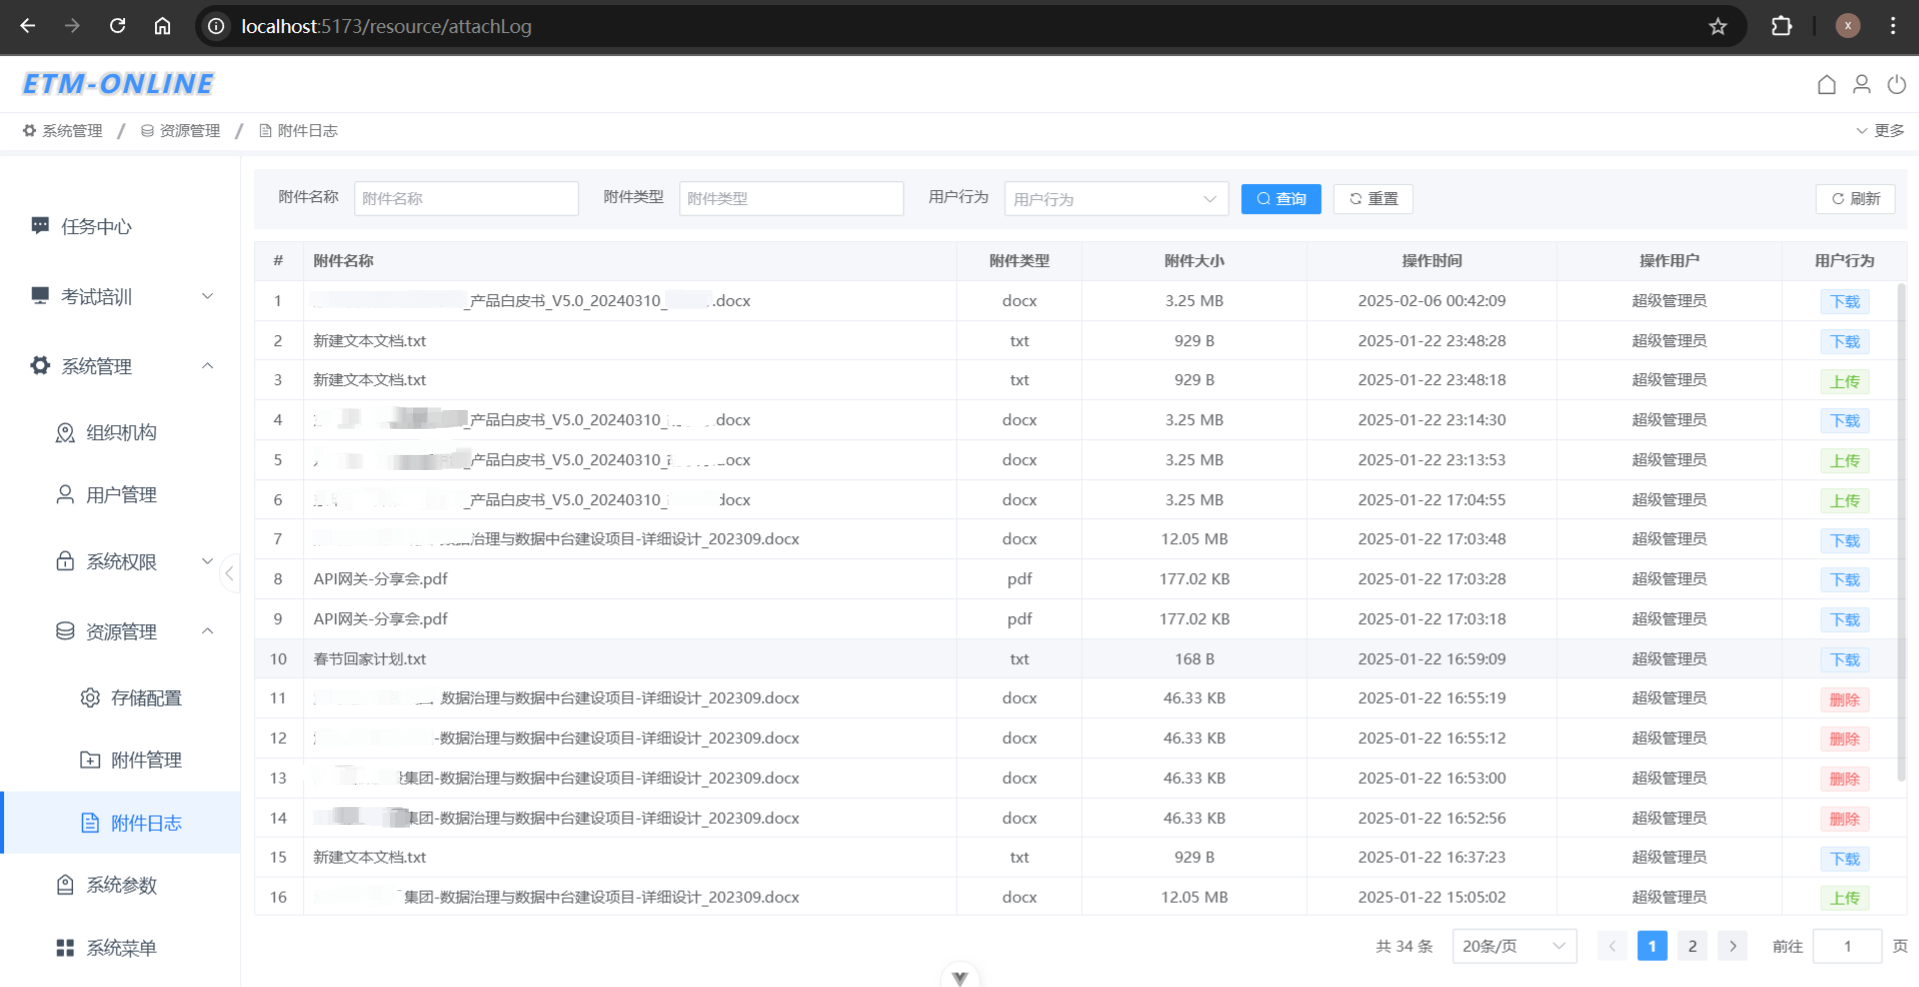 localhost:5173/resource/attachLog
X
ETM-ONLINE
系统管理 / 资源管理 / 附件日志
更多
任务中心
考试培训
系统管理
组织机构
用户管理
系统权限
资源管理
存储配置
附件管理
附件日志
系统参数
系统菜单
附件名称 附件名称 附件类型 附件类型 用户行为 用户行为 查询 重置 刷新
# 附件名称 附件类型 附件大小 操作时间 操作用户 用户行为
1 _产品白皮书_V5.0_20240310_ .docx docx 3.25 MB 2025-02-06 00:42:09 超级管理员 下载
2 新建文本文档.txt txt 929 B 2025-01-22 23:48:28 超级管理员 下载
3 新建文本文档.txt txt 929 B 2025-01-22 23:48:18 超级管理员 上传
4 _产品白皮书_V5.0_20240310_ .docx docx 3.25 MB 2025-01-22 23:14:30 超级管理员 下载
5 _产品白皮书_V5.0_20240310_ ocx docx 3.25 MB 2025-01-22 23:13:53 超级管理员 上传
6 _产品白皮书_V5.0_20240310_ docx docx 3.25 MB 2025-01-22 17:04:55 超级管理员 上传
7 治理与数据中台建设项目-详细设计_202309.docx docx 12.05 MB 2025-01-22 17:03:48 超级管理员 下载
8 API网关-分享会.pdf pdf 177.02 KB 2025-01-22 17:03:28 超级管理员 下载
9 API网关-分享会.pdf pdf 177.02 KB 2025-01-22 17:03:18 超级管理员 下载
10 春节回家计划.txt txt 168 B 2025-01-22 16:59:09 超级管理员 下载
11 数据治理与数据中台建设项目-详细设计_202309.docx docx 46.33 KB 2025-01-22 16:55:19 超级管理员 删除
12 -数据治理与数据中台建设项目-详细设计_202309.docx docx 46.33 KB 2025-01-22 16:55:12 超级管理员 删除
13 集团-数据治理与数据中台建设项目-详细设计_202309.docx docx 46.33 KB 2025-01-22 16:53:00 超级管理员 删除
14 集团-数据治理与数据中台建设项目-详细设计_202309.docx docx 46.33 KB 2025-01-22 16:52:56 超级管理员 删除
15 新建文本文档.txt txt 929 B 2025-01-22 16:37:23 超级管理员 下载
16 集团-数据治理与数据中台建设项目-详细设计_202309.docx docx 12.05 MB 2025-01-22 15:05:02 超级管理员 上传
共 34 条 20条/页 1 2 前往 1 页